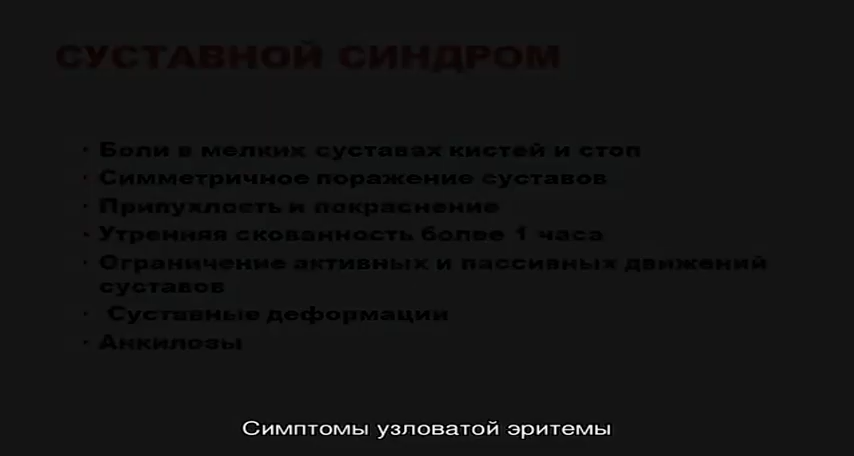 СУСТАВНОЙ СИНДРОМ
• Боли в мелких суставах кистей и стоп
• Симметричное поражение суставов
• Припухлость и покраснение
• Утренняя скованность более 1 часа
• Ограничение активных и пассивных движений
суставов
• Суставные деформации
• Анкилозы
Симптомы узловатой эритемы